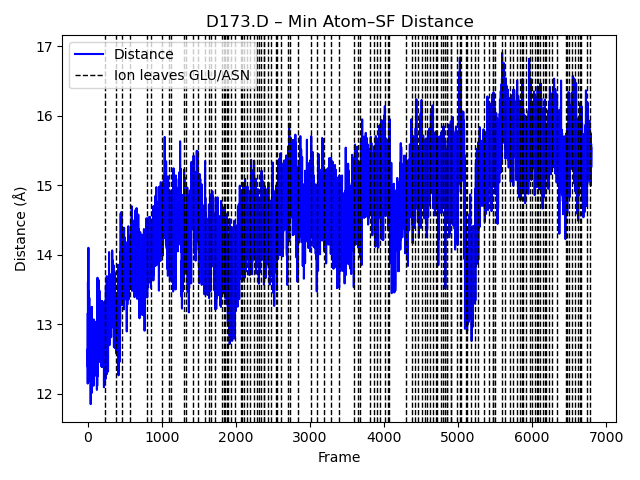 D173.D – Min Atom–SF Distance
Distance
Ion leaves GLU/ASN
Distance (Å)
17
16
15
14
13
12
0
1000
2000
3000
4000
5000
6000
7000
Frame